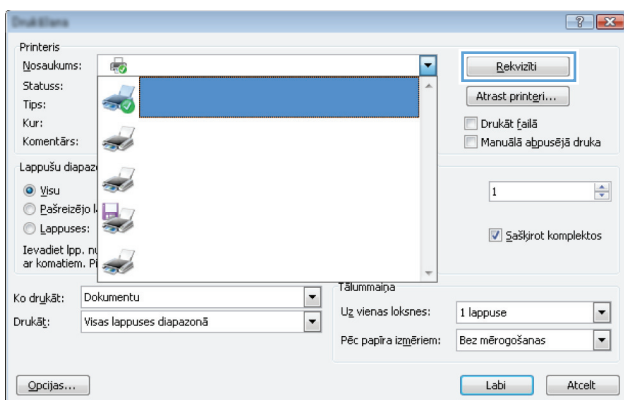 Printeris
Nosaukums:
Rekvizīti
Statuss:
Atrast printeri...
Tips:
Kur:
Drukāt failā
Komentārs:
Manuālā abpusējā druka
Lappušu diapazo
Visu
1
Pašreizējo l
Lappuses:
Sašķirot komplektos
Ievadiet lpp. nu
ar komatiem. Pi
Ko drukāt:
Dokumentu
Tālummaiņa
Drukāt:
Visas lappuses diapazonā
Uz vienas loksnes:
1 lappuse
Pēc papīra izmēriem:
Bez mērogošanas
Opcijas...
Labi
Atcelt